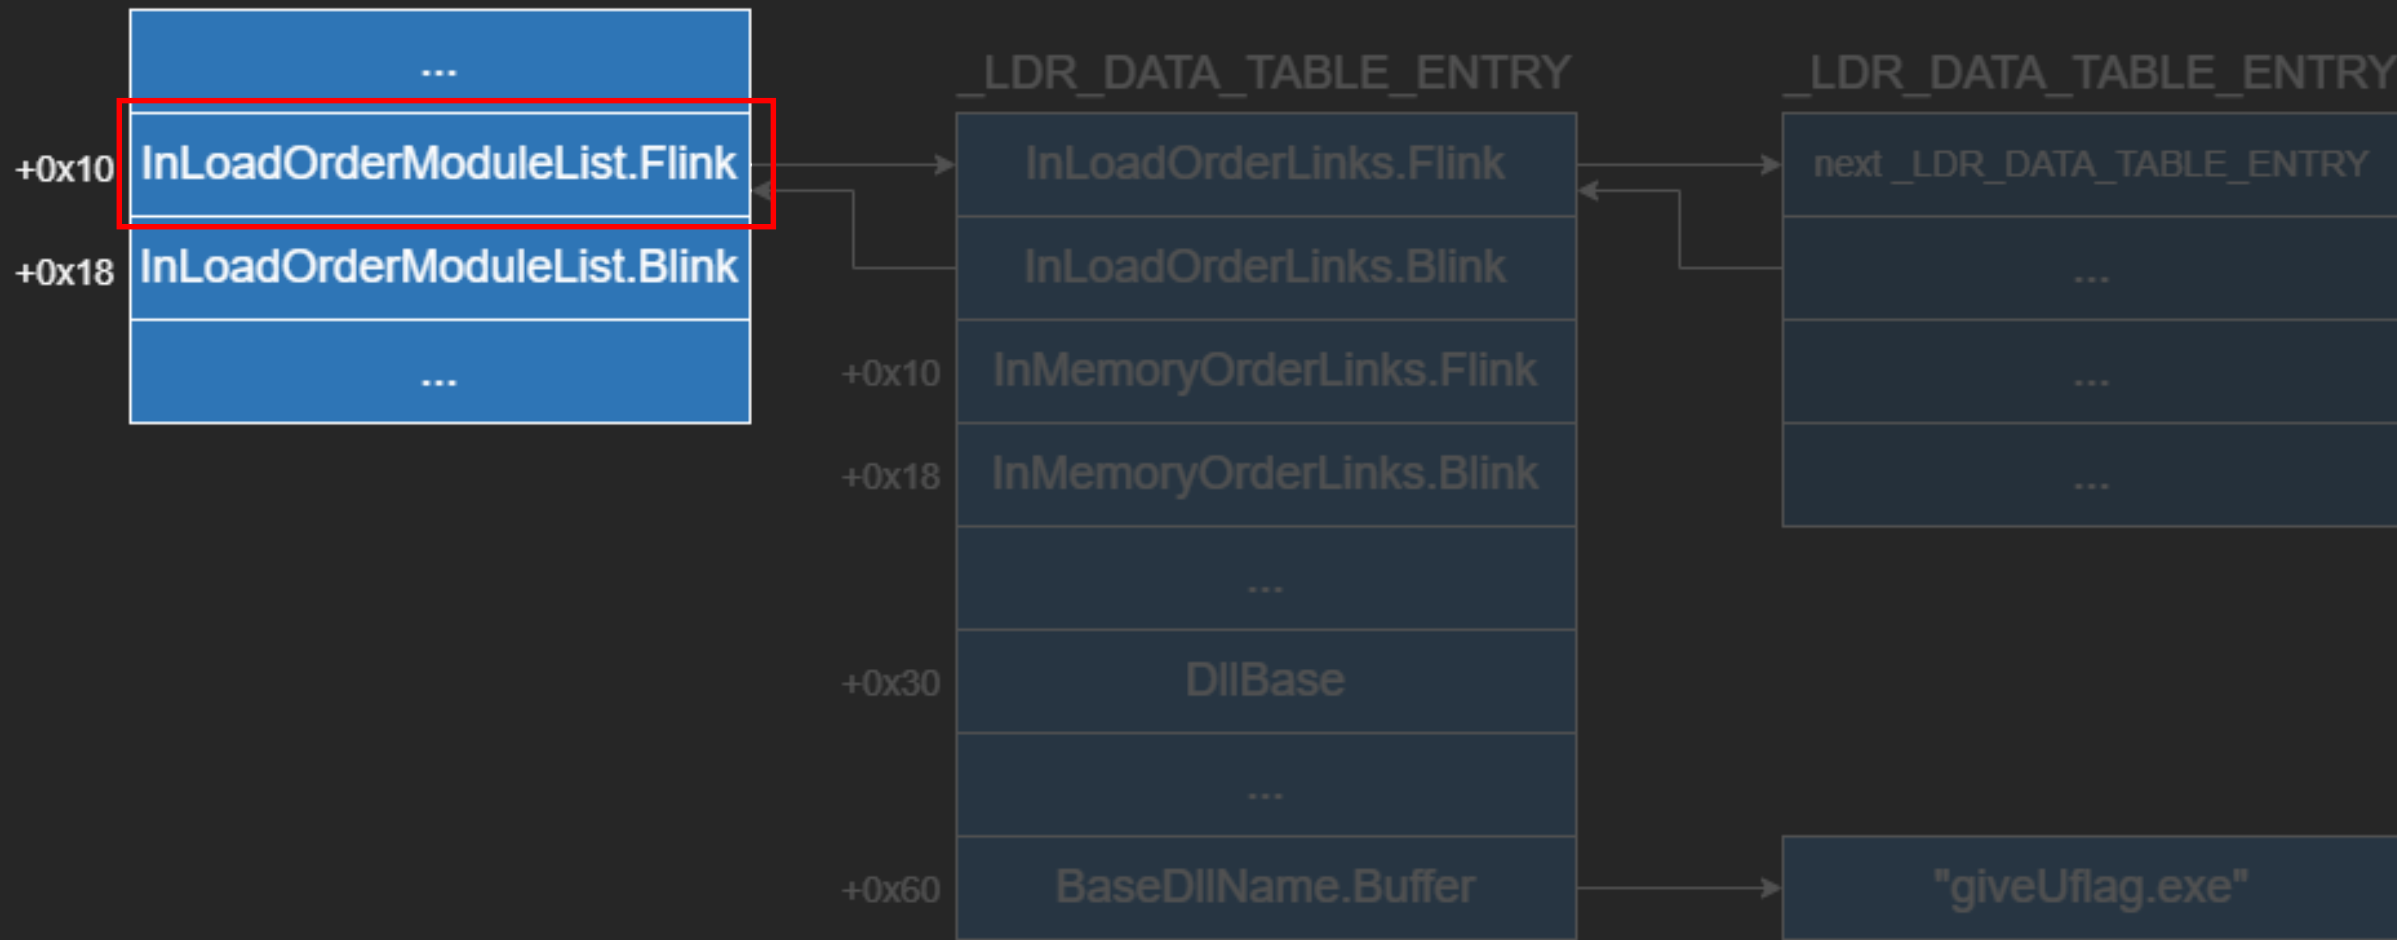 ...
+0x10 InLoadOrderModuleList.Flink
+0x18 InLoadOrderModuleList.Blink
...
_LDR_DATA_TABLE_ENTRY
InLoadOrderLinks.Flink
InLoadOrderLinks.Blink
+0x10 InMemoryOrderLinks.Flink
+0x18 InMemoryOrderLinks.Blink
...
+0x30 DllBase
...
+0x60 BaseDllName.Buffer
_LDR_DATA_TABLE_ENTRY
next _LDR_DATA_TABLE_ENTRY
...
...
...
"giveUflag.exe"